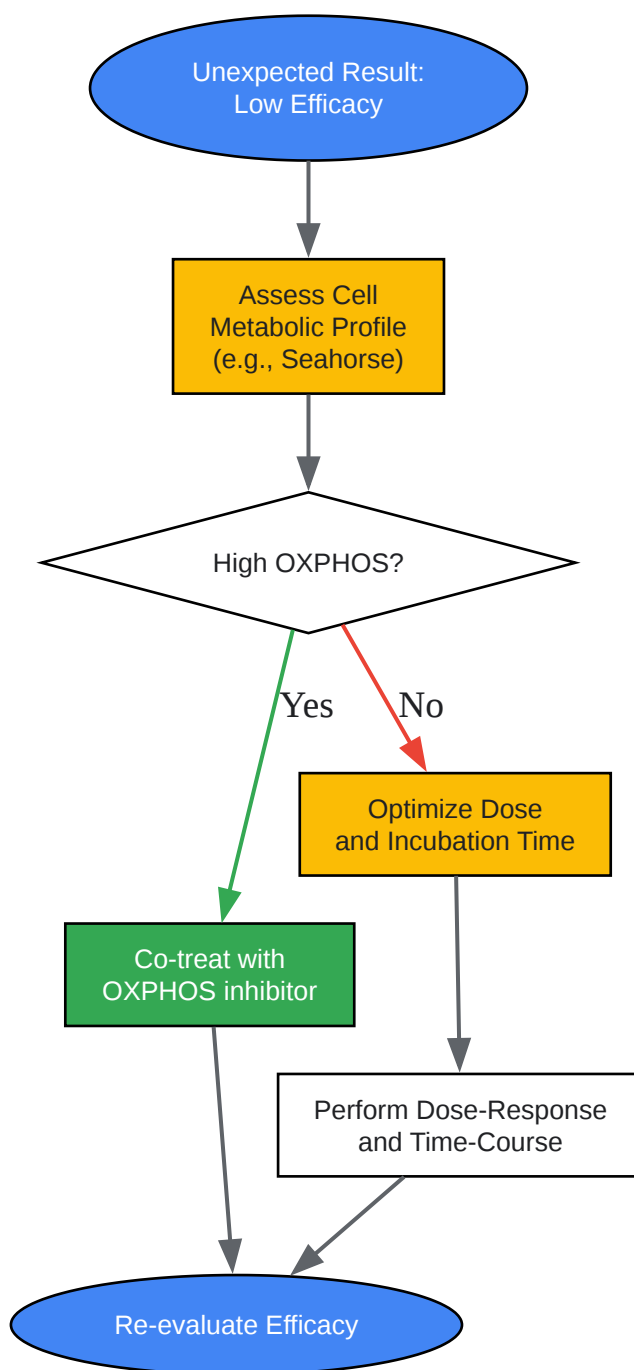 Unexpected Result:
Low Efficacy
Assess Cell
Metabolic Profile
(e.g., Seahorse)
High OXPHOS?
Yes
No
Optimize Dose
and Incubation Time
Co-treat with
OXPHOS inhibitor
Perform Dose-Response
and Time-Course
Re-evaluate Efficacy